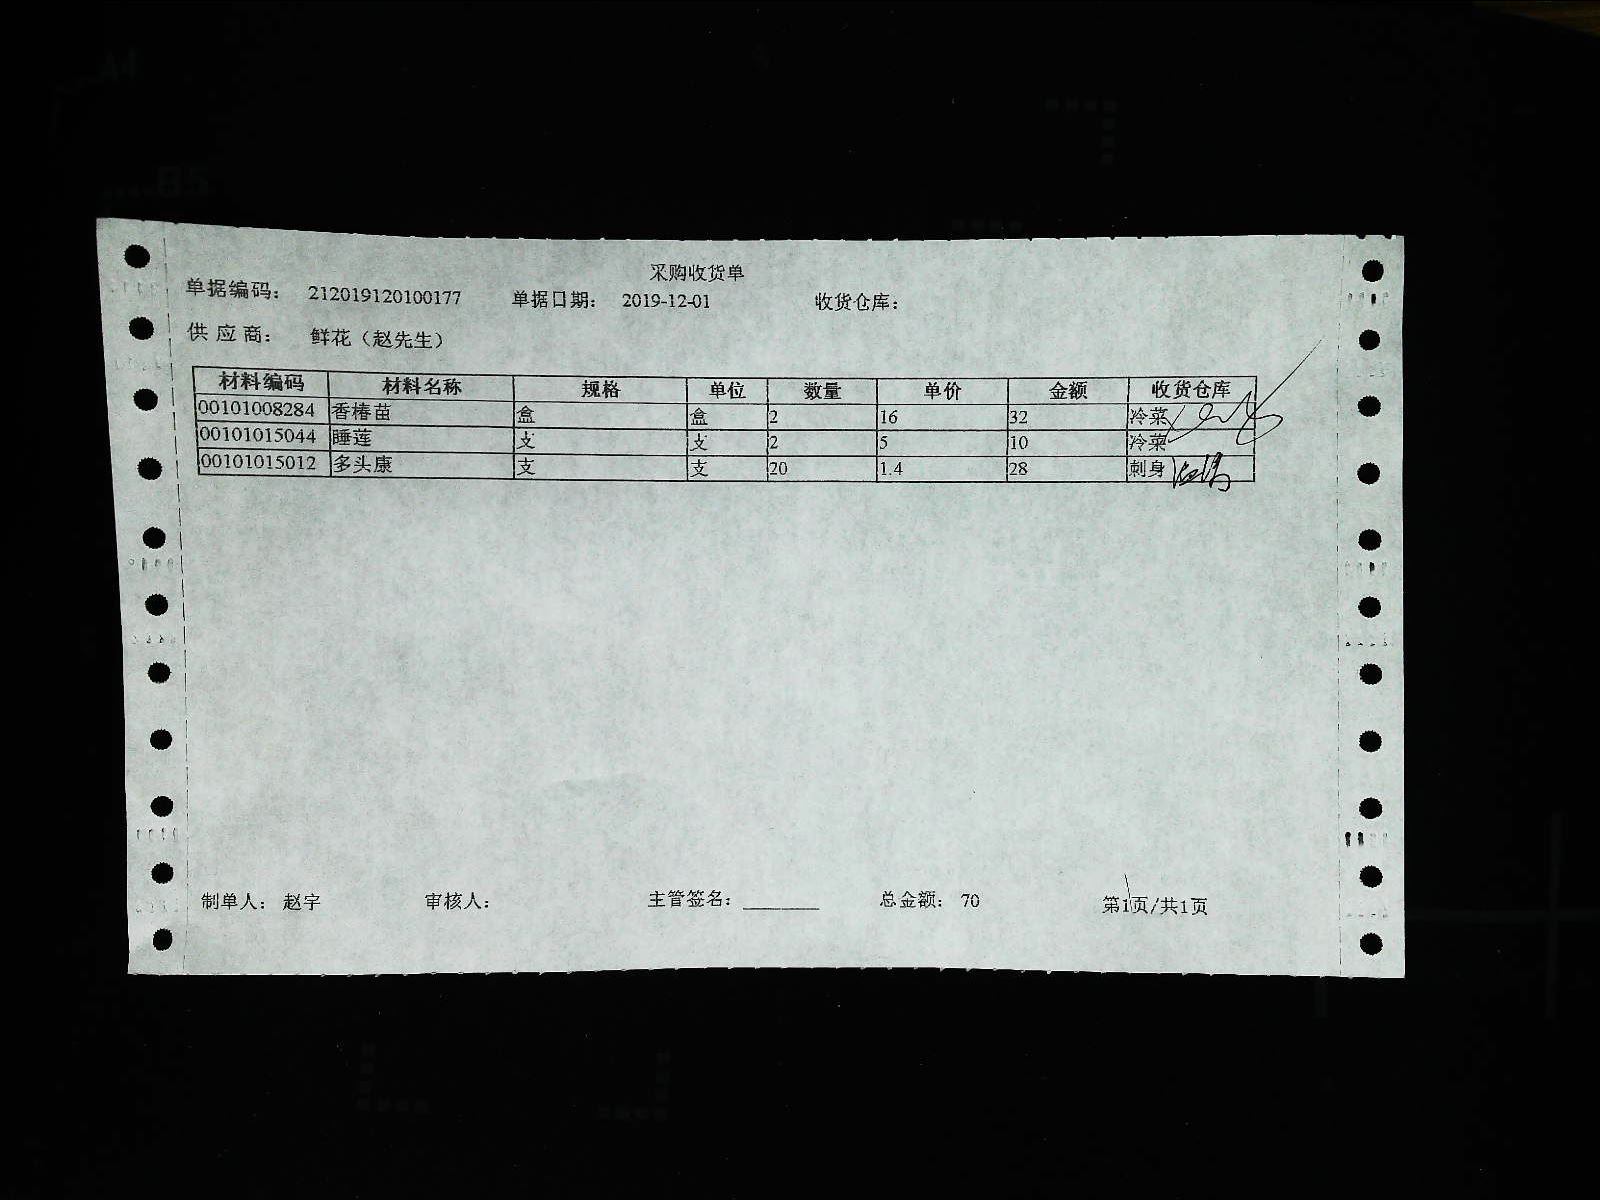 采购收货单
单据编码： 212019120100177 单据日期： 2019-12-01 收货仓库：
供应商： 鲜花（赵先生）
材料编码 材料名称 规格 单位 数量 单价 金额 收货仓库
00101008284 香椿苗 盒 盒 2 16 32 冷菜
00101015044 睡莲 支 支 2 5 10 冷菜
00101015012 多头康 支 支 20 1.4 28 刺身
制单人： 赵宇 审核人： 主管签名： 总金额： 70 第1页/共1页